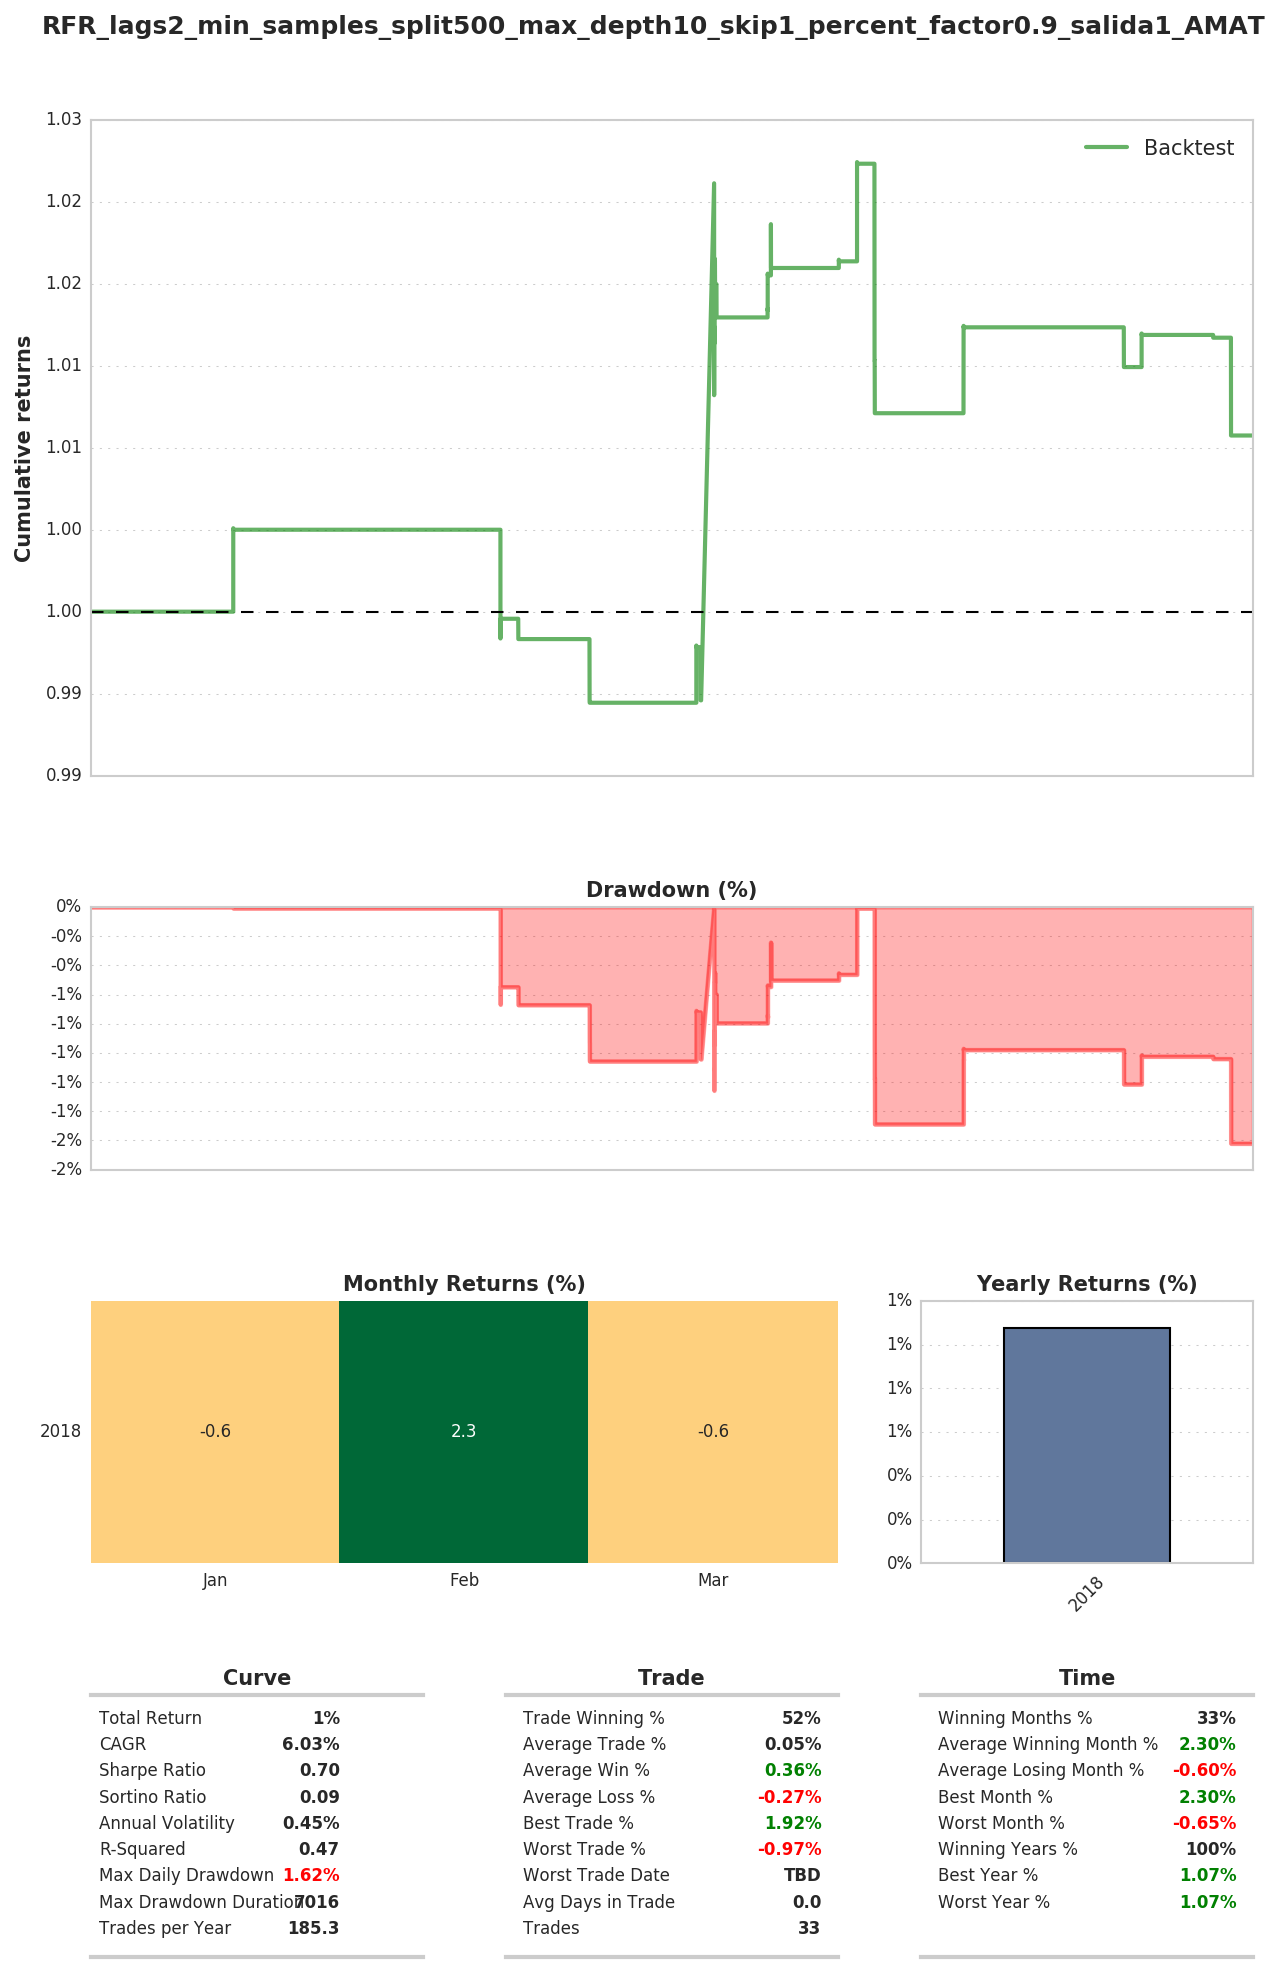 RFR_lags2_min_samples_split500_max_depth10_skip1_percent_factor0.9_salida1_AMAT
Cumulative returns
1.03
1.02
1.02
1.01
1.01
1.00
1.00
0.99
0.99
Backtest
Drawdown (%)
0%
-0%
-0%
-1%
-1%
-1%
-1%
-1%
-2%
-2%
Monthly Returns (%)
2018
-0.6
2.3
-0.6
Jan
Feb
Mar
Yearly Returns (%)
1%
1%
1%
1%
0%
0%
0%
2018
Curve
Total Return 1%
CAGR 6.03%
Sharpe Ratio 0.70
Sortino Ratio 0.09
Annual Volatility 0.45%
R-Squared 0.47
Max Daily Drawdown 1.62%
Max Drawdown Duration 7016
Trades per Year 185.3
Trade
Trade Winning % 52%
Average Trade % 0.05%
Average Win % 0.36%
Average Loss % -0.27%
Best Trade % 1.92%
Worst Trade % -0.97%
Worst Trade Date TBD
Avg Days in Trade 0.0
Trades 33
Time
Winning Months % 33%
Average Winning Month % 2.30%
Average Losing Month % -0.60%
Best Month % 2.30%
Worst Month % -0.65%
Winning Years % 100%
Best Year % 1.07%
Worst Year % 1.07%